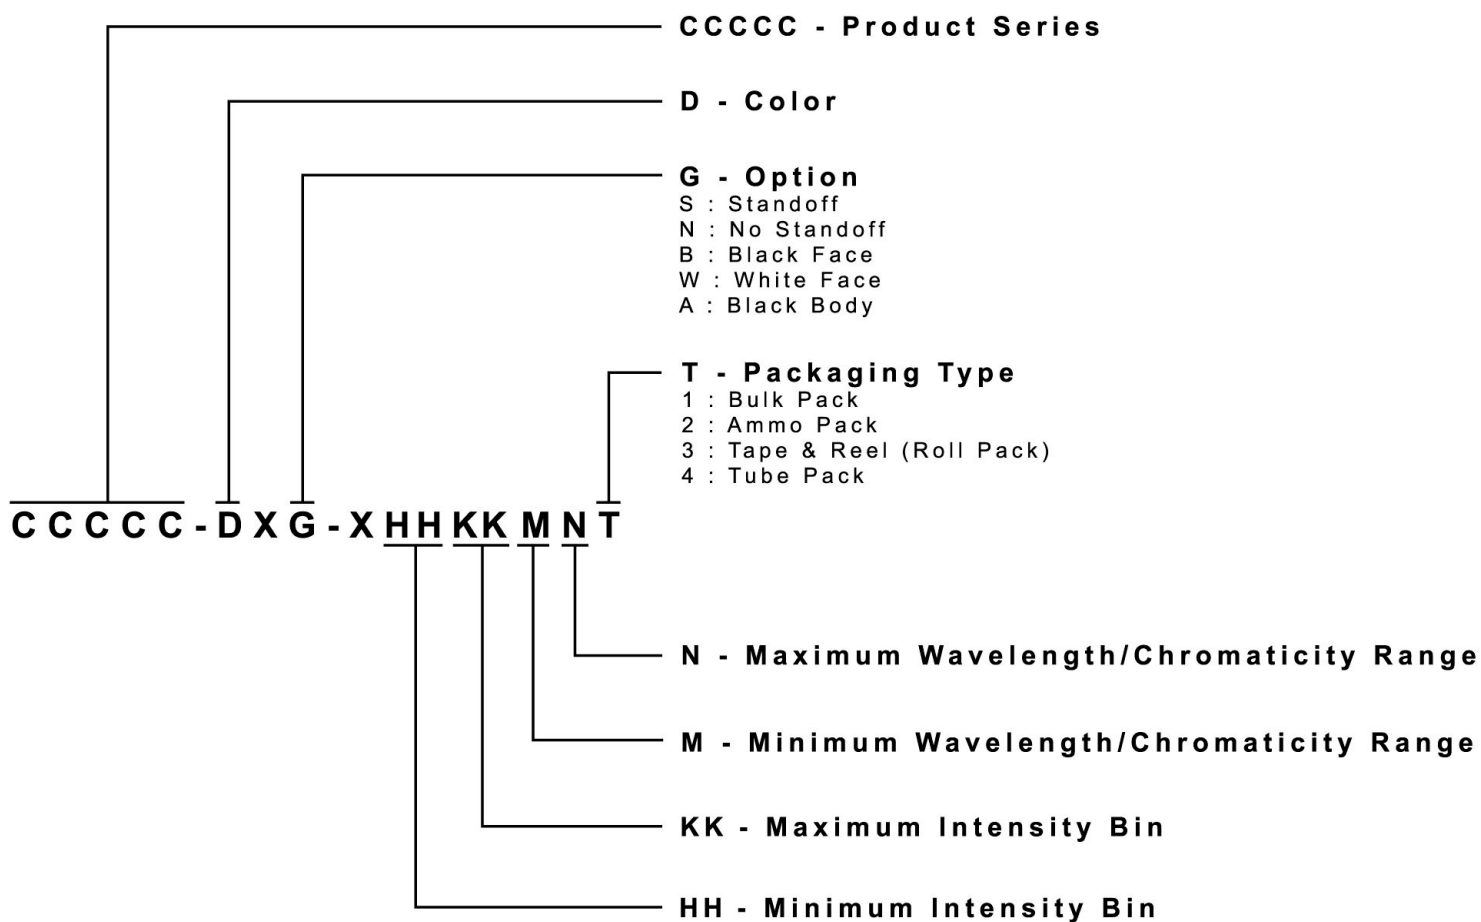 CCCCC - Product Series
D - Color
G - Option
S : Standoff
N : No Standoff
B : Black Face
W : White Face
A : Black Body
T - Packaging Type
1 : Bulk Pack
2 : Ammo Pack
3 : Tape & Reel (Roll Pack)
4 : Tube Pack
CCCCC-DXG-XHHKKMNT
N - Maximum Wavelength/Chromaticity Range
M - Minimum Wavelength/Chromaticity Range
KK - Maximum Intensity Bin
HH - Minimum Intensity Bin